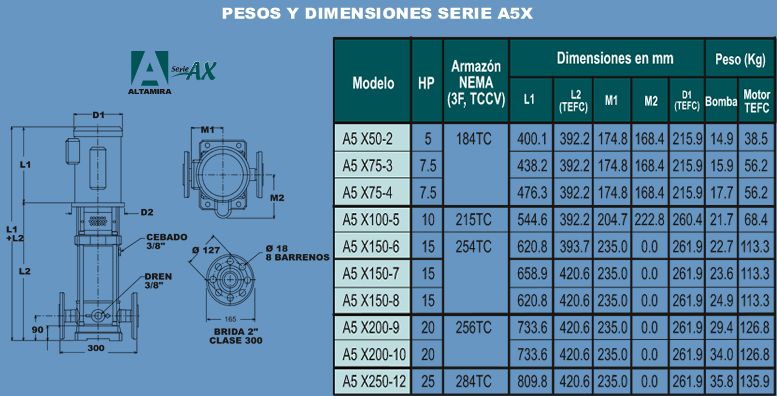 PESOS Y DIMENSIONES SERIE A5X
A
Serie AX
ALTAMIRA
D1
L1
L1
+L2
L2
D2
CEBADO
3/8"
DREN
3/8"
90
300
M1
M2
Ø 127
Ø 18
8 BARRENOS
165
BRIDA 2"
CLASE 300
Modelo HP Armazón NEMA (3F, TCCV) Dimensiones en mm Peso (Kg)
L1 L2 (TEFC) M1 M2 D1 (TEFC) Bomba Motor TEFC
A5 X50-2 5 184TC 400.1 392.2 174.8 168.4 215.9 14.9 38.5
A5 X75-3 7.5 438.2 392.2 174.8 168.4 215.9 15.9 56.2
A5 X75-4 7.5 476.3 392.2 174.8 168.4 215.9 17.7 56.2
A5 X100-5 10 215TC 544.6 392.2 204.7 222.8 260.4 21.7 68.4
A5 X150-6 15 254TC 620.8 393.7 235.0 0.0 261.9 22.7 113.3
A5 X150-7 15 658.9 420.6 235.0 0.0 261.9 23.6 113.3
A5 X150-8 15 620.8 420.6 235.0 0.0 261.9 24.9 113.3
A5 X200-9 20 256TC 733.6 420.6 235.0 0.0 261.9 29.4 126.8
A5 X200-10 20 733.6 420.6 235.0 0.0 261.9 34.0 126.8
A5 X250-12 25 284TC 809.8 420.6 235.0 0.0 261.9 35.8 135.9